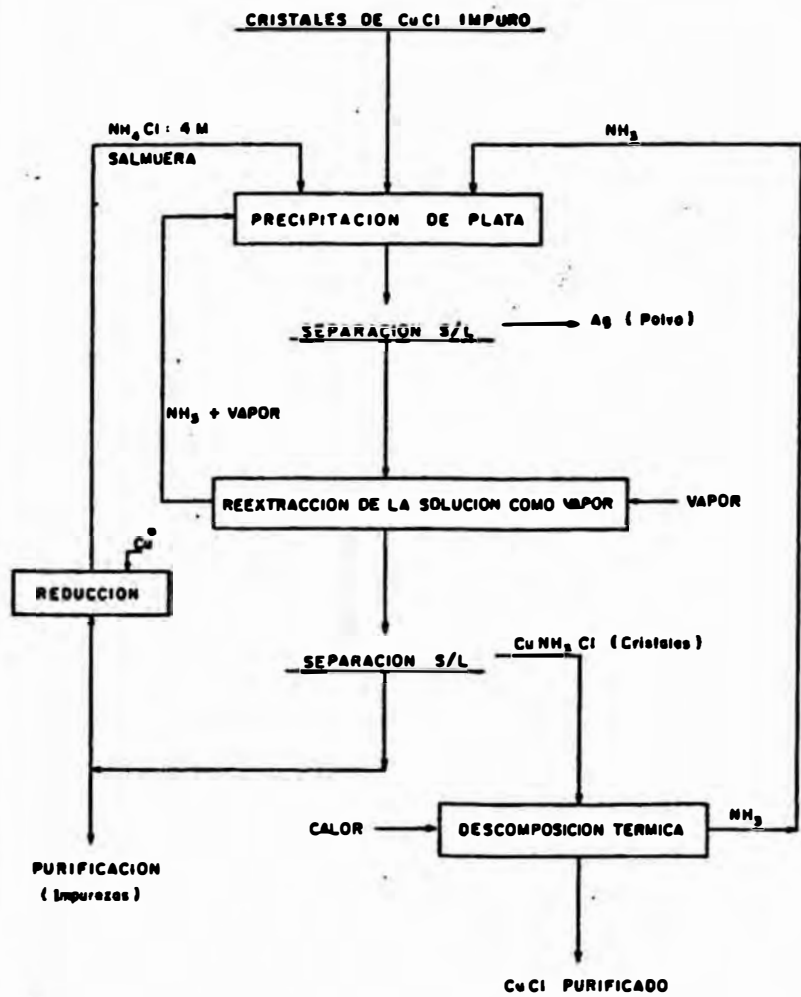 CRISTALES DE CuCl IMPURO
NH4Cl: 4M
SALMUERA
NH3
PRECIPITACION DE PLATA
SEPARACION S/L
Ag (Polvo)
NH3 + VAPOR
REEXTRACCION DE LA SOLUCION COMO VAPOR
VAPOR
Cu°
REDUCCION
SEPARACION S/L
CuNH3Cl (Cristales)
CALOR
DESCOMPOSICION TERMICA
NH3
PURIFICACION
(Impurezas)
CuCl PURIFICADO